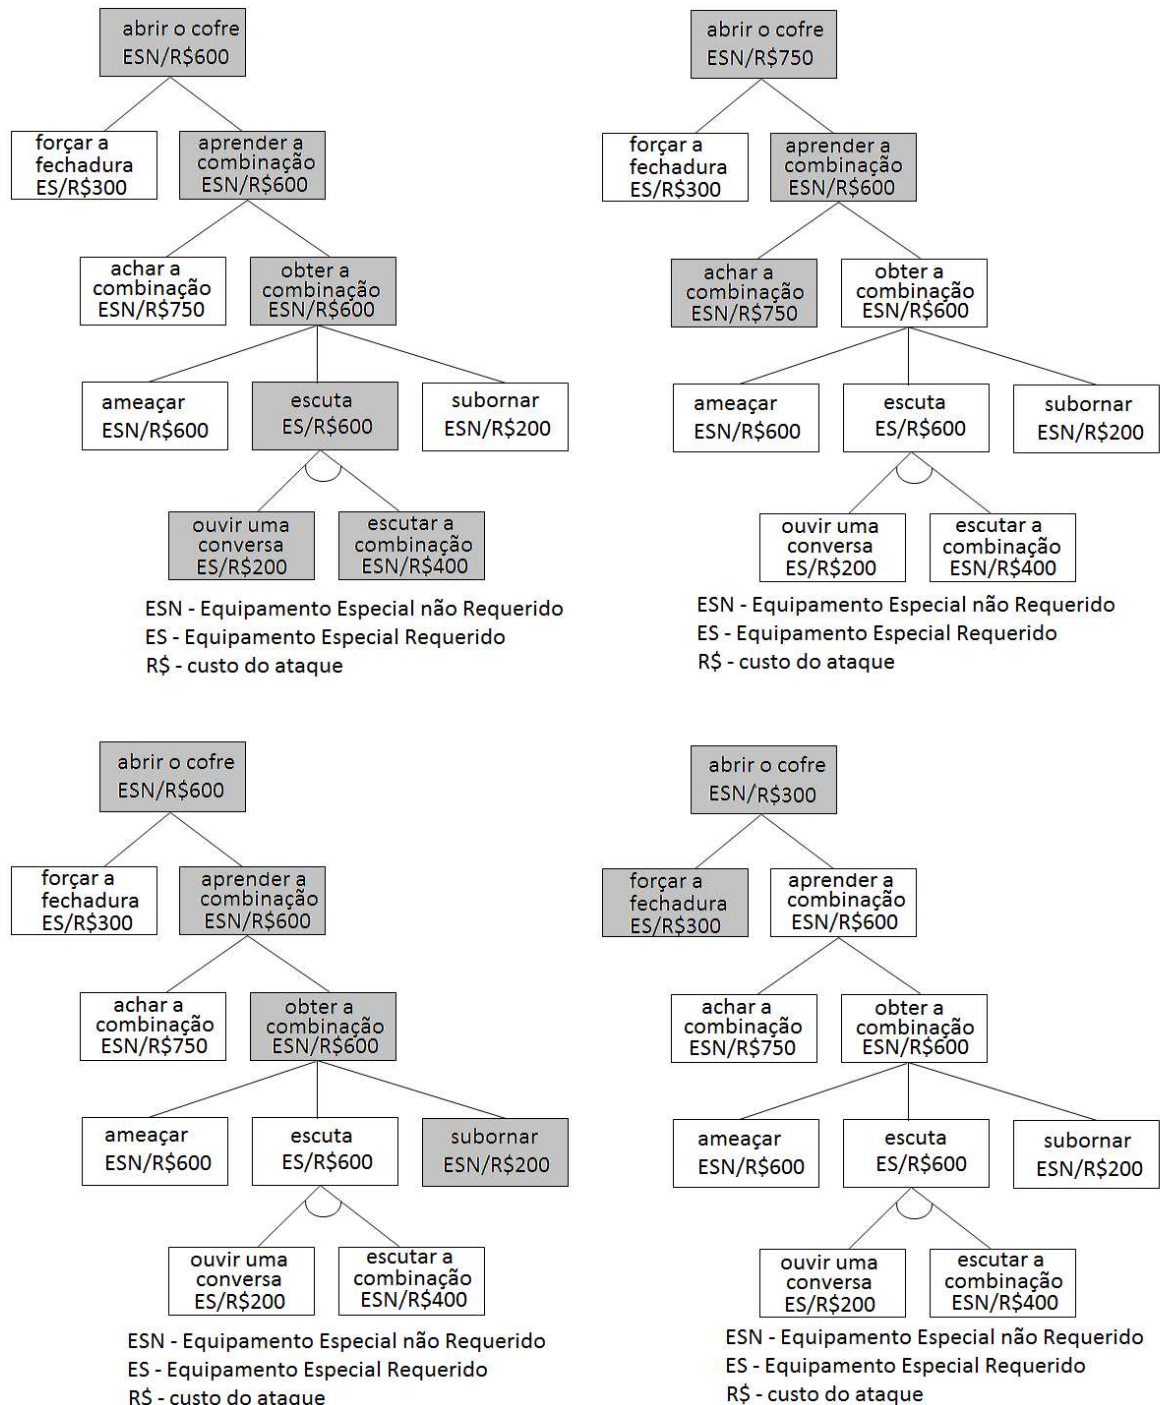 abrir o cofre
ESN/R$600
forçar a
fechadura
ES/R$300
aprender a
combinação
ESN/R$600
achar a
combinação
ESN/R$750
obter a
combinação
ESN/R$600
ameaçar
ESN/R$600
escuta
ES/R$600
subornar
ESN/R$200
ouvir uma
conversa
ES/R$200
escutar a
combinação
ESN/R$400
ESN - Equipamento Especial não Requerido
ES - Equipamento Especial Requerido
R$ - custo do ataque
abrir o cofre
ESN/R$750
forçar a
fechadura
ES/R$300
aprender a
combinação
ESN/R$600
achar a
combinação
ESN/R$750
obter a
combinação
ESN/R$600
ameaçar
ESN/R$600
escuta
ES/R$600
subornar
ESN/R$200
ouvir uma
conversa
ES/R$200
escutar a
combinação
ESN/R$400
ESN - Equipamento Especial não Requerido
ES - Equipamento Especial Requerido
R$ - custo do ataque
abrir o cofre
ESN/R$600
forçar a
fechadura
ES/R$300
aprender a
combinação
ESN/R$600
achar a
combinação
ESN/R$750
obter a
combinação
ESN/R$600
ameaçar
ESN/R$600
escuta
ES/R$600
subornar
ESN/R$200
ouvir uma
conversa
ES/R$200
escutar a
combinação
ESN/R$400
ESN - Equipamento Especial não Requerido
ES - Equipamento Especial Requerido
R$ - custo do ataque
abrir o cofre
ESN/R$300
forçar a
fechadura
ES/R$300
aprender a
combinação
ESN/R$600
achar a
combinação
ESN/R$750
obter a
combinação
ESN/R$600
ameaçar
ESN/R$600
escuta
ES/R$600
subornar
ESN/R$200
ouvir uma
conversa
ES/R$200
escutar a
combinação
ESN/R$400
ESN - Equipamento Especial não Requerido
ES - Equipamento Especial Requerido
R$ - custo do ataque